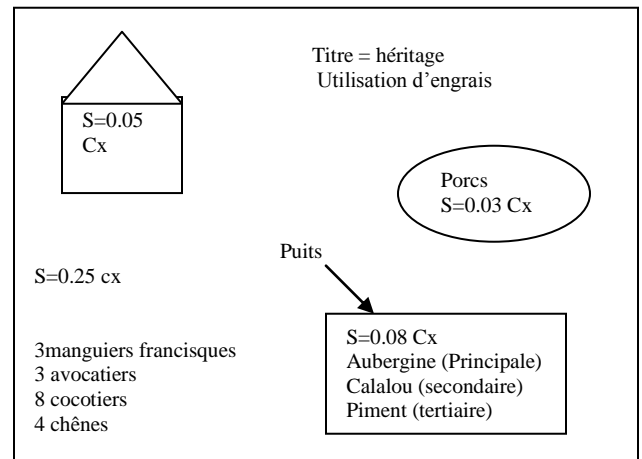 Titre = héritage
Utilisation d'engrais
S=0.05
Cx
Porcs
S=0.03 Cx
Puits
S=0.25 cx
3manguiers francisques
3 avocatiers
8 cocotiers
4 chênes
S=0.08 Cx
Aubergine (Principale)
Calalou (secondaire)
Piment (tertiaire)